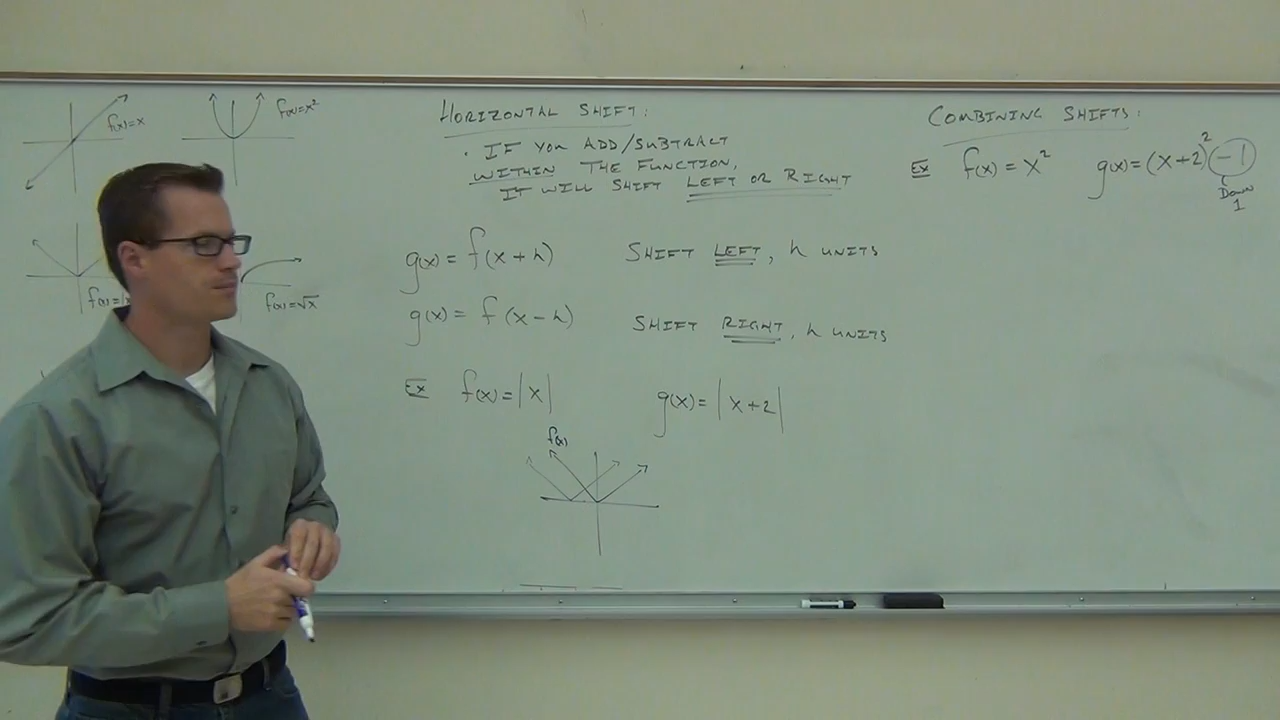 f(x)=x
f(x)=x²
f(x)=√x
HORIZONTAL SHIFT:
· IF YOU ADD/SUBTRACT
WITHIN THE FUNCTION,
IT WILL SHIFT LEFT OR RIGHT
g(x)= f(x+h) SHIFT LEFT, h UNITS
g(x)= f(x-h) SHIFT RIGHT, h UNITS
EX f(x)=|x| g(x)=|x+2|
f(x)
COMBINING SHIFTS:
EX f(x)=x² g(x)=(x+2)²-1
DOWN
1